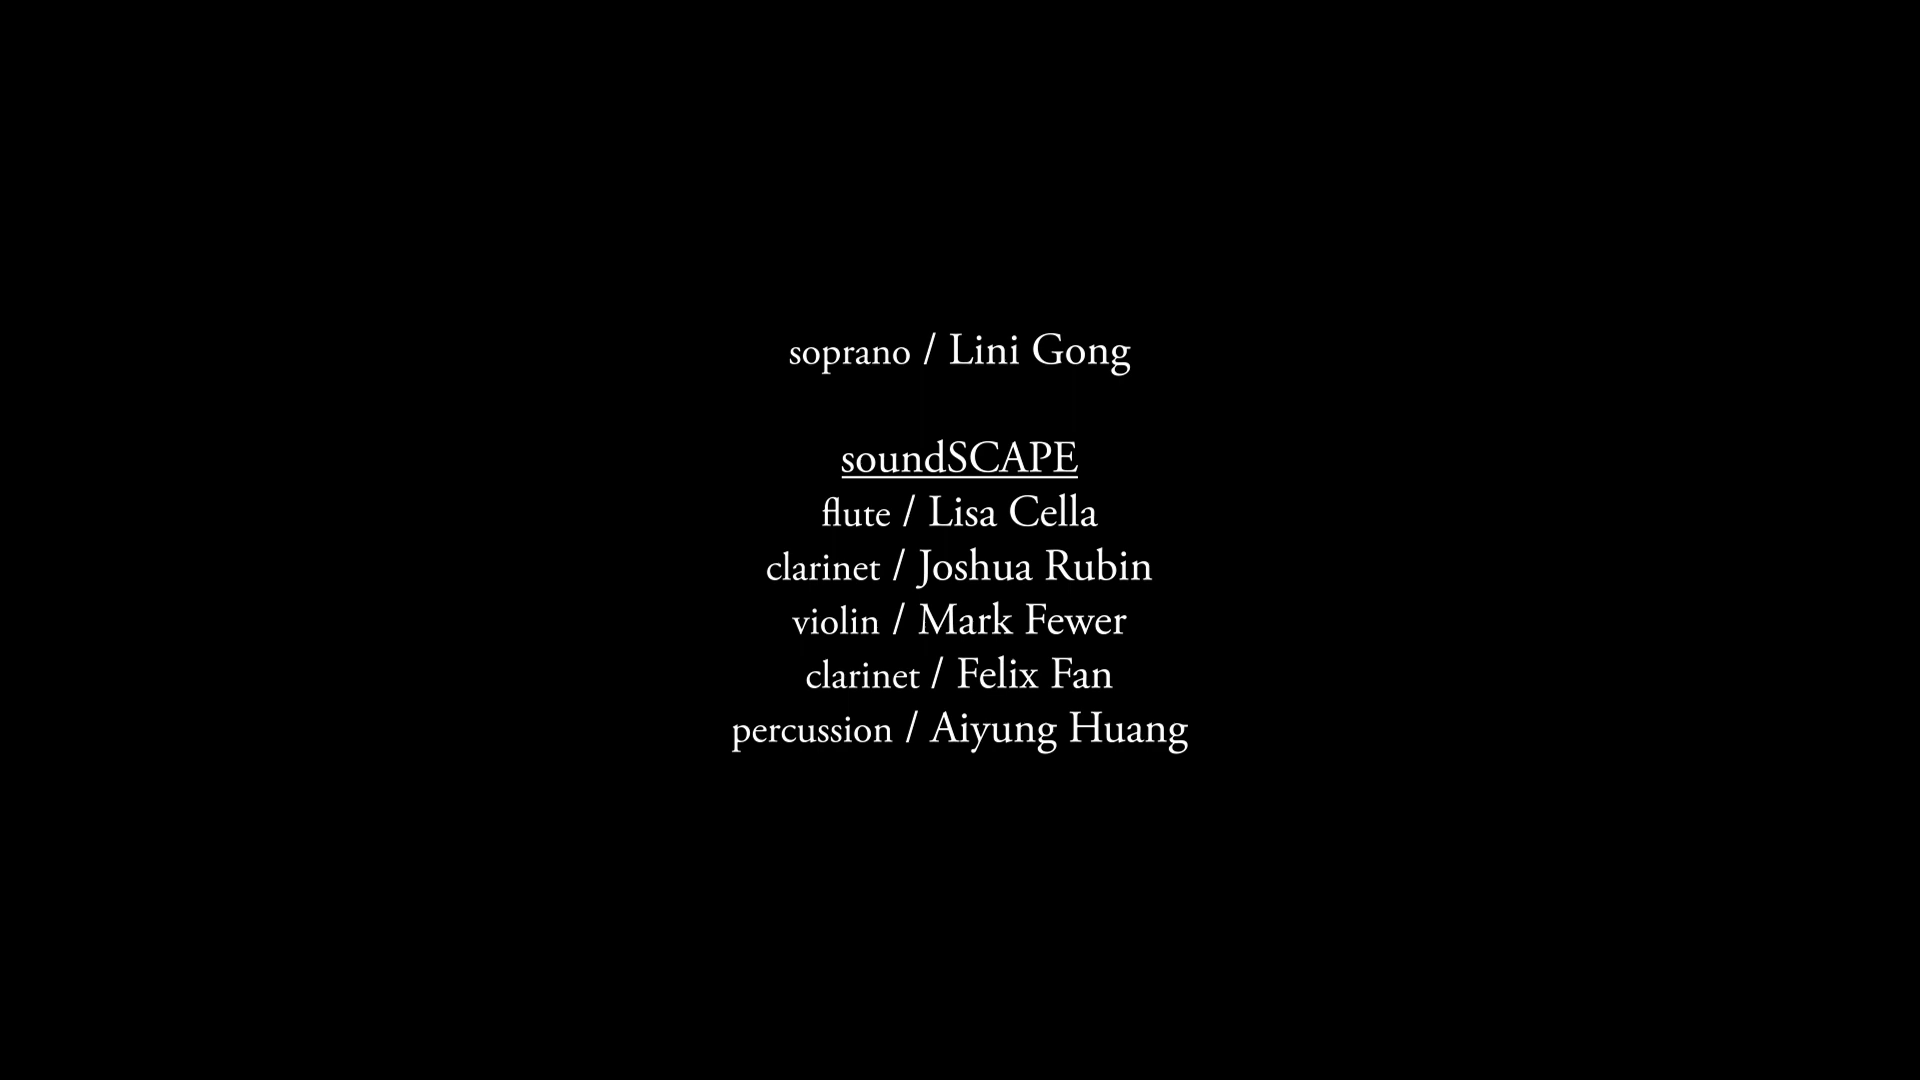 soprano / Lini Gong
soundSCAPE
flute / Lisa Cella
clarinet / Joshua Rubin
violin / Mark Fewer
clarinet / Felix Fan
percussion / Aiyung Huang